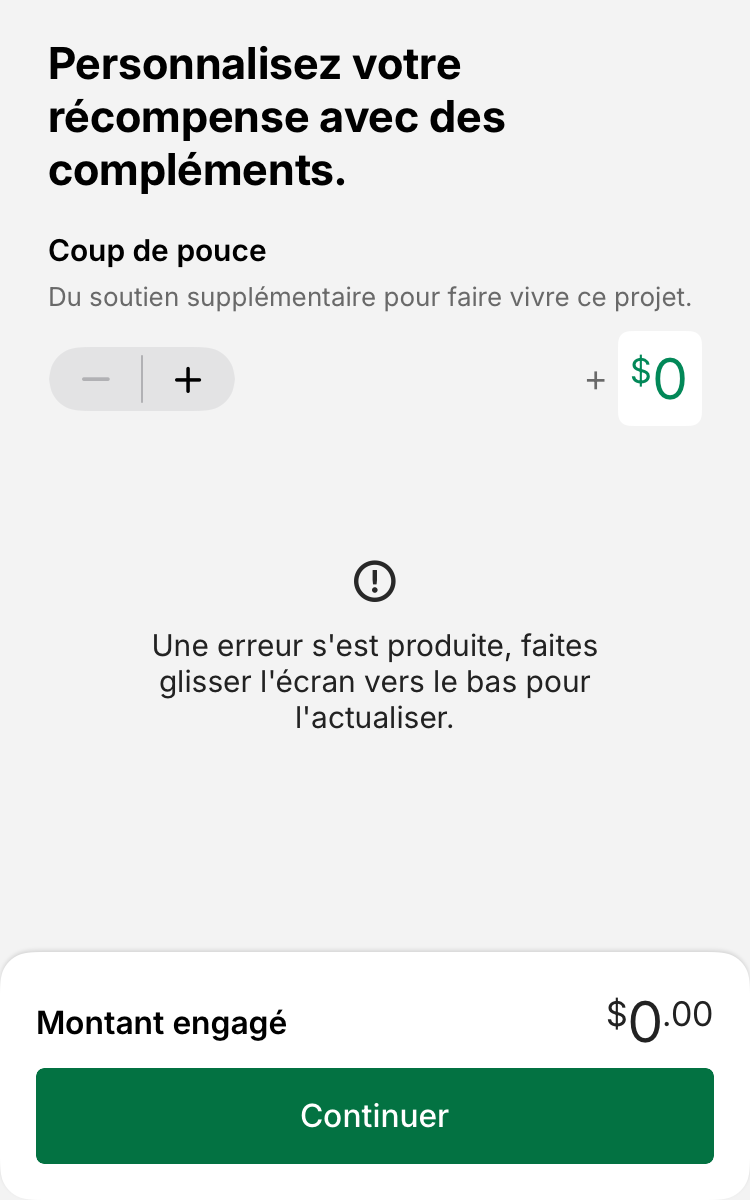 Personnalisez votre
récompense avec des
compléments.
Coup de pouce
Du soutien supplémentaire pour faire vivre ce projet.
+ $0
Une erreur s'est produite, faites
glisser l'écran vers le bas pour
l'actualiser.
Montant engagé $0.00
Continuer